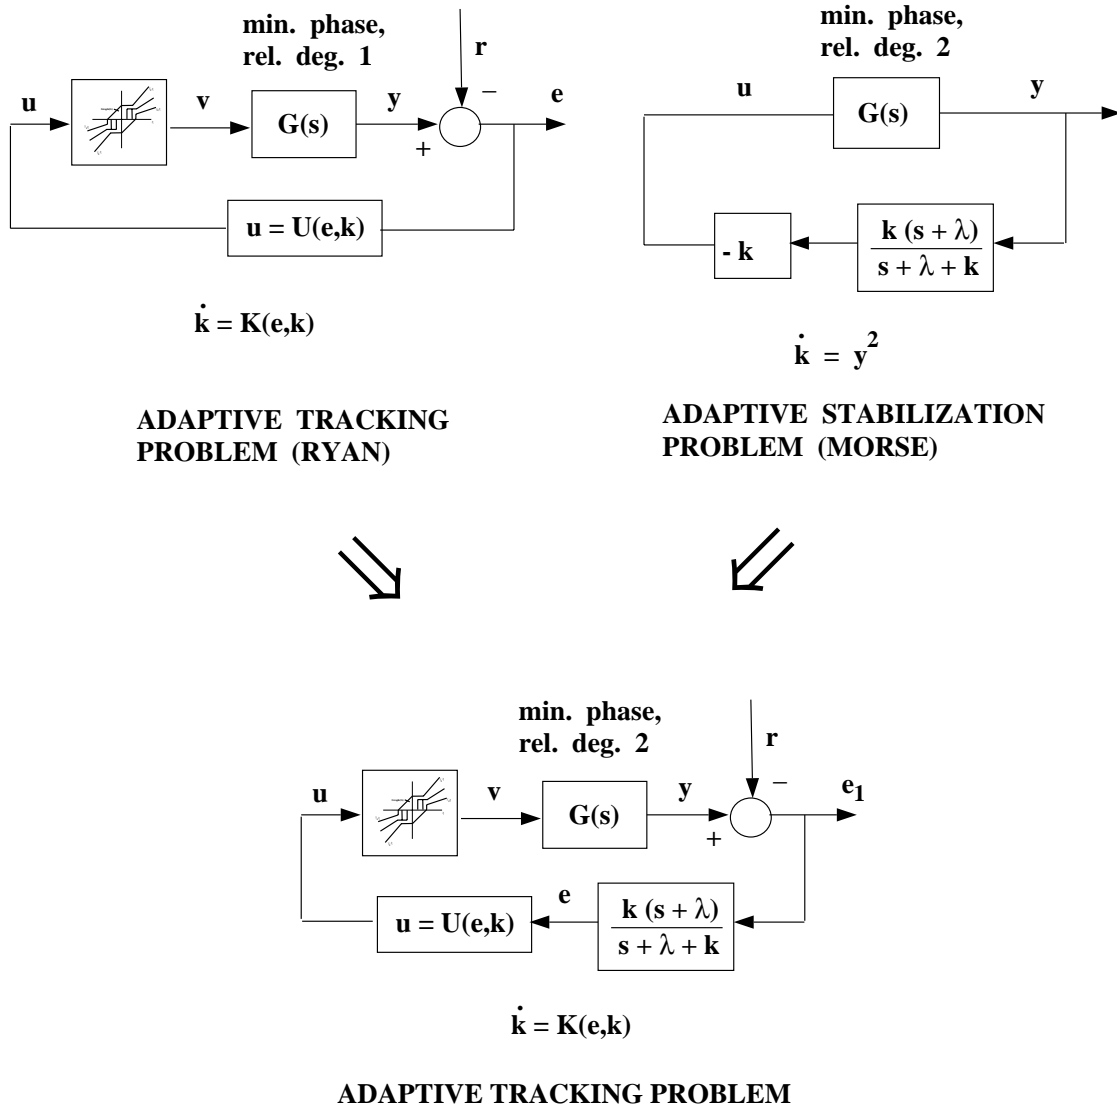 min. phase,
rel. deg. 1
r
u
v
y
e
−
G(s)
+
u = U(e,k)
k̇ = K(e,k)
ADAPTIVE TRACKING
PROBLEM (RYAN)
min. phase,
rel. deg. 2
u
y
G(s)
- k
k (s + λ)
s + λ + k
k̇ = y²
ADAPTIVE STABILIZATION
PROBLEM (MORSE)
min. phase,
rel. deg. 2
r
u
v
y
e₁
−
G(s)
+
e
u = U(e,k)
k (s + λ)
s + λ + k
k̇ = K(e,k)
ADAPTIVE TRACKING PROBLEM